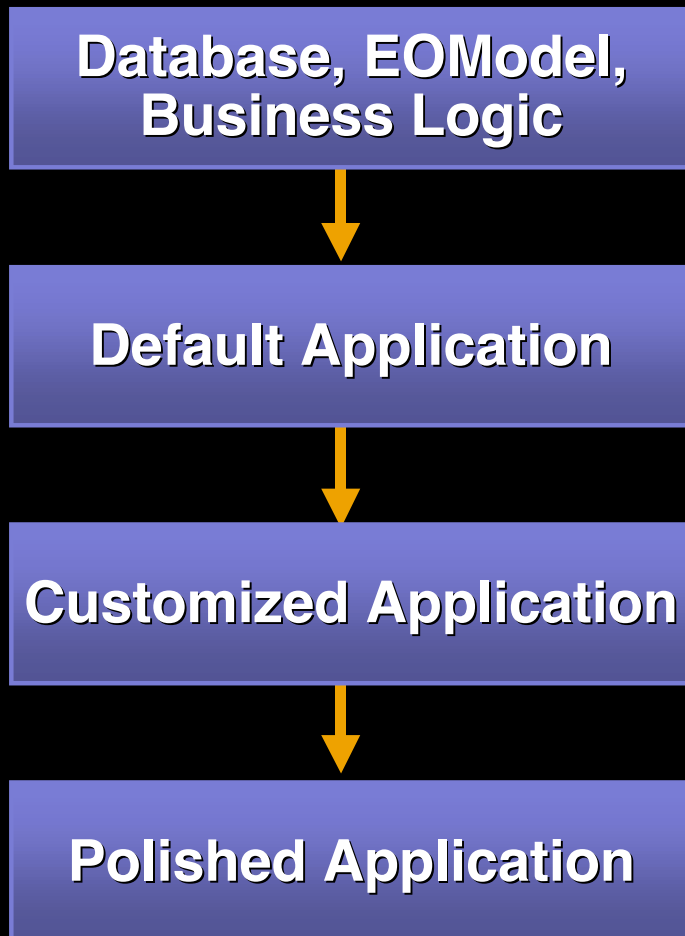 Database, EOModel,
Business Logic
Default Application
Customized Application
Polished Application